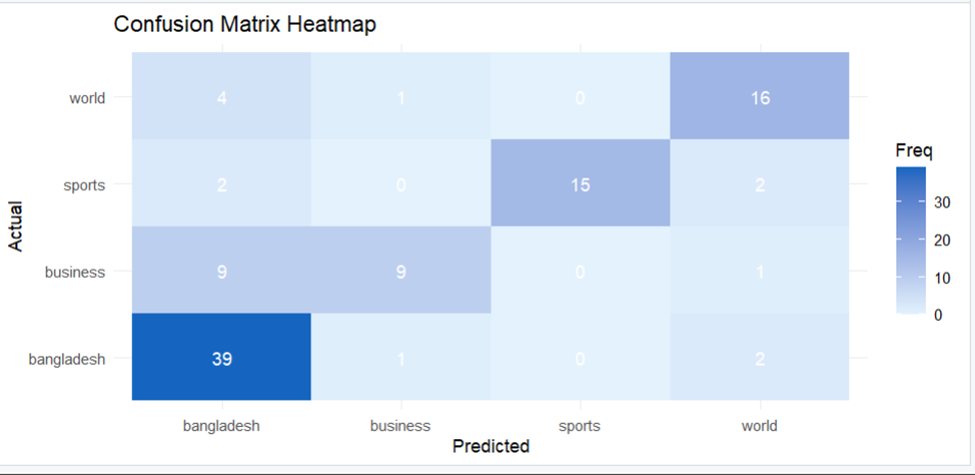 Confusion Matrix Heatmap
world 4 1 0 16
sports 2 0 15 2
business 9 9 0 1
bangladesh 39 1 0 2
bangladesh business sports world
Predicted
Actual
Freq
30
20
10
0